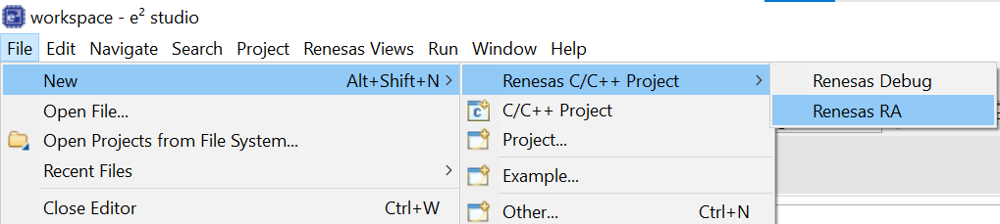 workspace - e² studio
File Edit Navigate Search Project Renesas Views Run Window Help
New Alt+Shift+N Renesas C/C++ Project Renesas Debug
Open File... C/C++ Project Renesas RA
Open Projects from File System... Project...
Recent Files Example...
Close Editor Ctrl+W Other... Ctrl+N